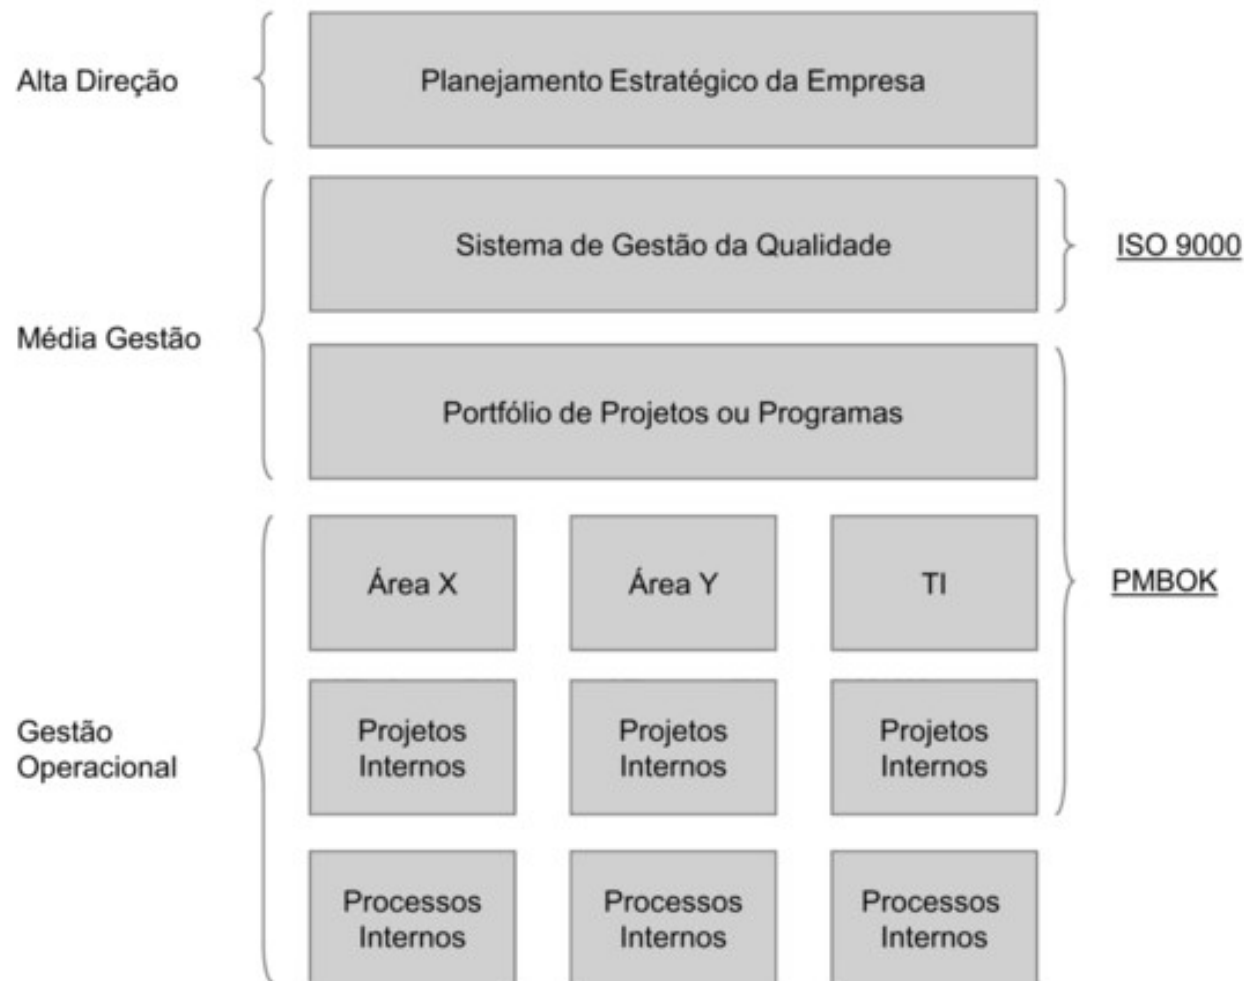 Alta Direção
Planejamento Estratégico da Empresa
Sistema de Gestão da Qualidade
ISO 9000
Média Gestão
Portfólio de Projetos ou Programas
Área X
Área Y
TI
PMBOK
Gestão
Operacional
Projetos
Internos
Projetos
Internos
Projetos
Internos
Processos
Internos
Processos
Internos
Processos
Internos